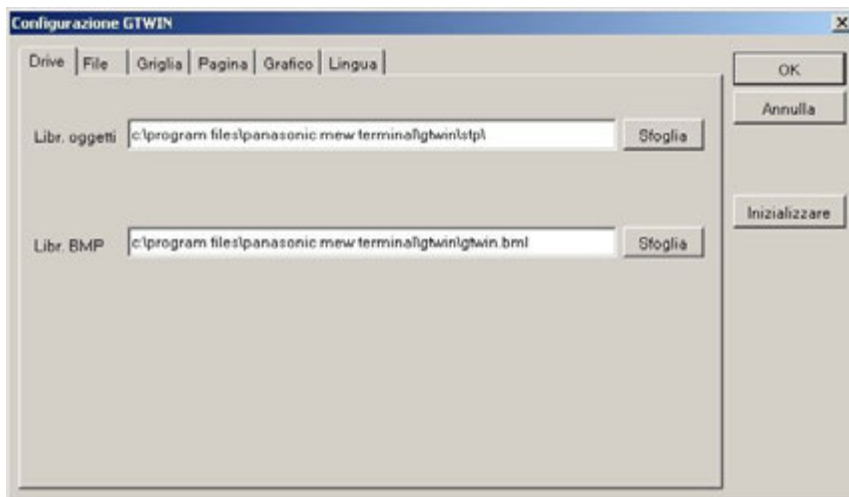 Configurazione GTWIN
Drive File Griglia Pagina Grafico Lingua
OK
Annulla
Libr. oggetti c:\program files\panasonic mew terminal\gtwin\stp\ Sfoglia
Inizializzare
Libr. BMP c:\program files\panasonic mew terminal\gtwin\gtwin.bml Sfoglia